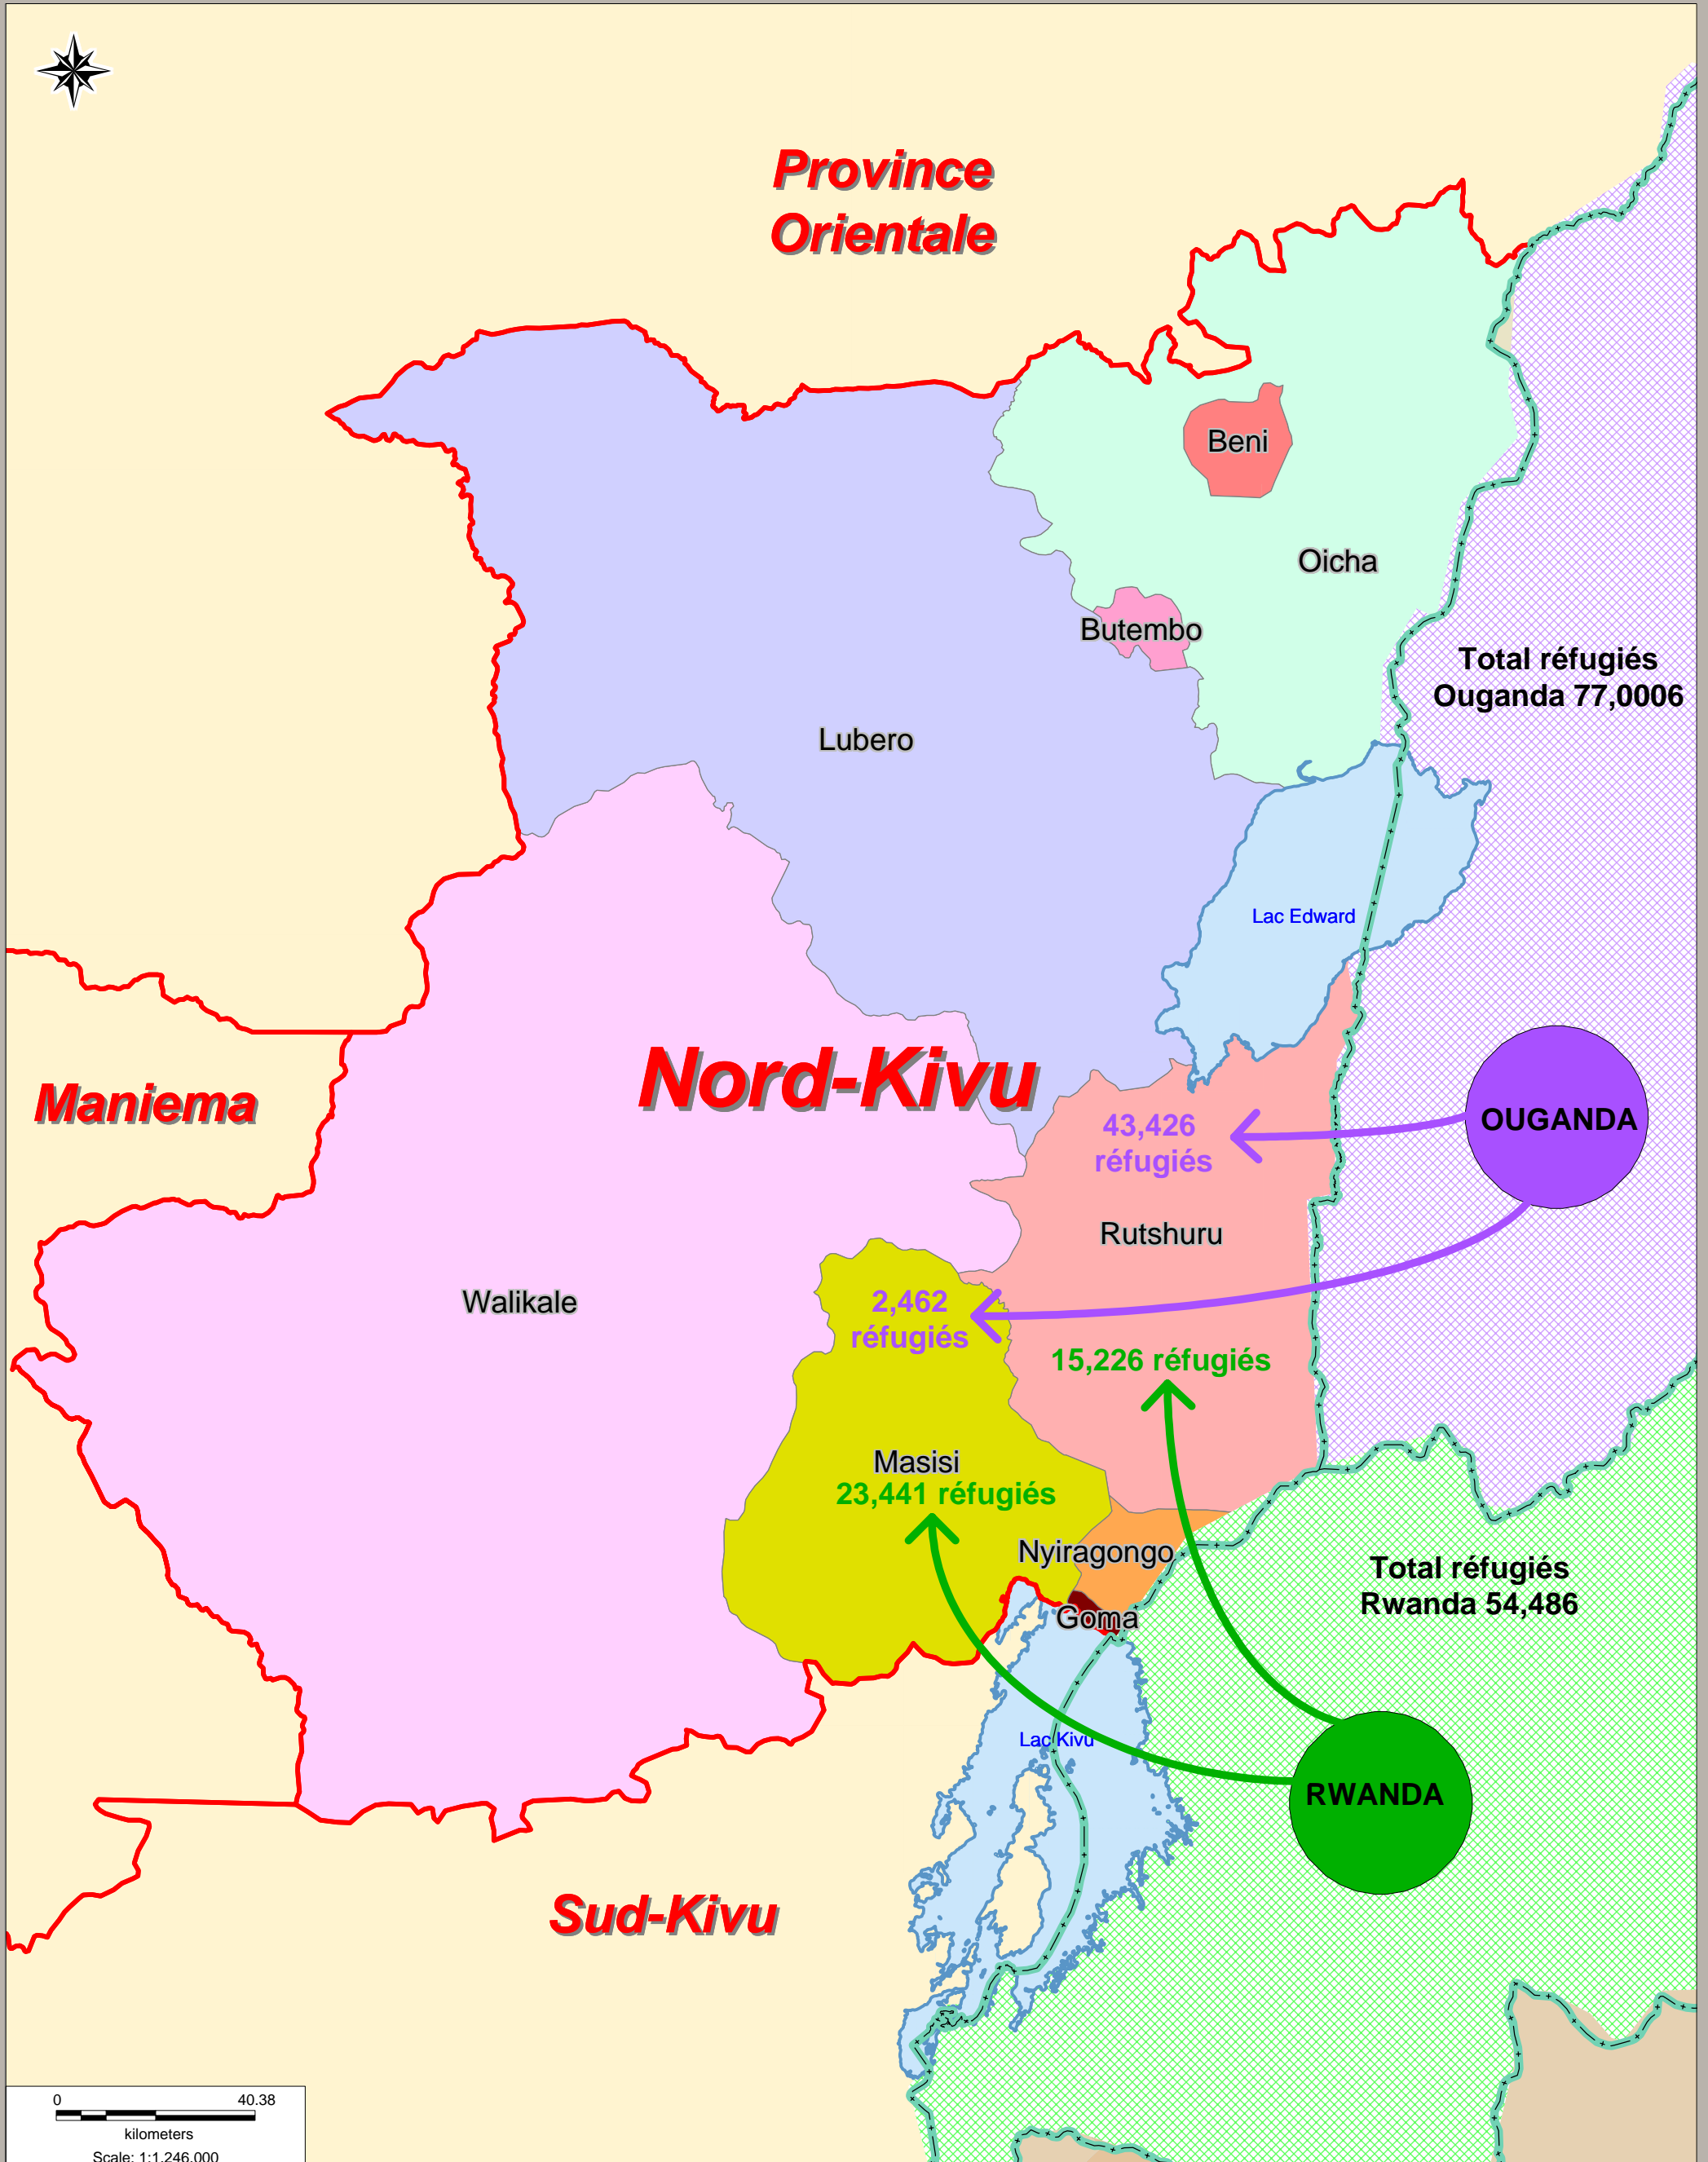 Province
Orientale
Beni
Oicha
Butembo
Total réfugiés
Ouganda 77,0006
Lubero
Lac Edward
Nord-Kivu
Maniema
43,426
réfugiés
OUGANDA
Rutshuru
Walikale
2,462
réfugiés
15,226 réfugiés
Masisi
23,441 réfugiés
Nyiragongo
Total réfugiés
Rwanda 54,486
Goma
Lac Kivu
RWANDA
Sud-Kivu
0 40.38
kilometers
Scale: 1:1,246,000